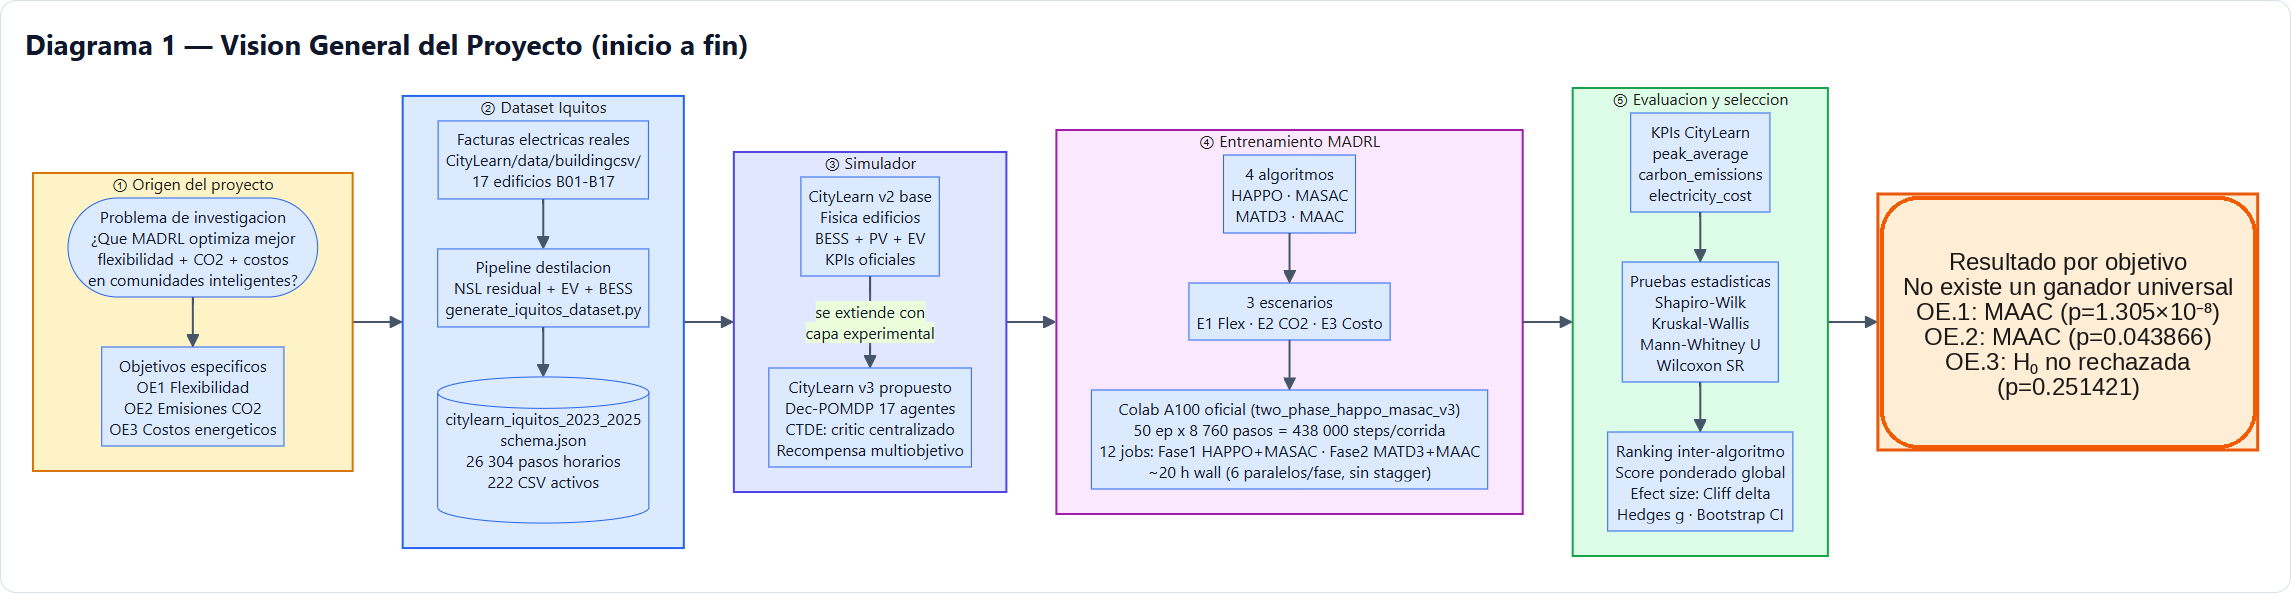 Diagrama 1 — Vision General del Proyecto (inicio a fin)
① Origen del proyecto
Problema de investigacion
¿Que MADRL optimiza mejor
flexibilidad + CO2 + costos
en comunidades inteligentes?
Objetivos especificos
OE1 Flexibilidad
OE2 Emisiones CO2
OE3 Costos energeticos
② Dataset Iquitos
Facturas electricas reales
CityLearn/data/buildingcsv/
17 edificios B01-B17
Pipeline destilacion
NSL residual + EV + BESS
generate_iquitos_dataset.py
citylearn_iquitos_2023_2025
schema.json
26 304 pasos horarios
222 CSV activos
③ Simulador
CityLearn v2 base
Fisica edificios
BESS + PV + EV
KPIs oficiales
se extiende con
capa experimental
CityLearn v3 propuesto
Dec-POMDP 17 agentes
CTDE: critic centralizado
Recompensa multiobjetivo
④ Entrenamiento MADRL
4 algoritmos
HAPPO · MASAC
MATD3 · MAAC
3 escenarios
E1 Flex · E2 CO2 · E3 Costo
Colab A100 oficial (two_phase_happo_masac_v3)
50 ep x 8 760 pasos = 438 000 steps/corrida
12 jobs: Fase1 HAPPO+MASAC · Fase2 MATD3+MAAC
~20 h wall (6 paralelos/fase, sin stagger)
⑤ Evaluacion y seleccion
KPIs CityLearn
peak_average
carbon_emissions
electricity_cost
Pruebas estadisticas
Shapiro-Wilk
Kruskal-Wallis
Mann-Whitney U
Wilcoxon SR
Ranking inter-algoritmo
Score ponderado global
Efect size: Cliff delta
Hedges g · Bootstrap CI
Resultado por objetivo
No existe un ganador universal
OE.1: MAAC (p=1.305×10⁻⁸)
OE.2: MAAC (p=0.043866)
OE.3: H₀ no rechazada
(p=0.251421)